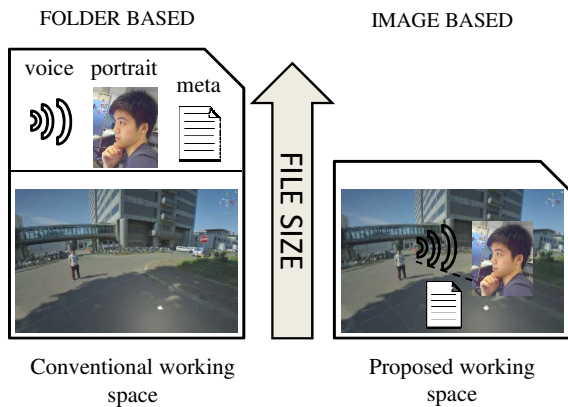 FOLDER BASED
IMAGE BASED
voice
portrait
meta
FILE SIZE
Conventional working
space
Proposed working
space